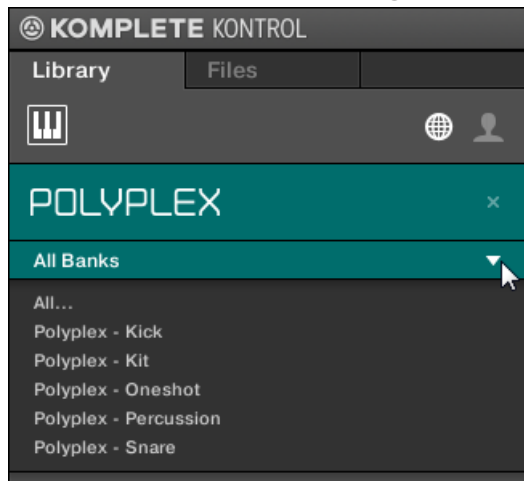 KOMPLETE KONTROL
Library Files
POLYPLEX
All Banks
All...
Polyplex - Kick
Polyplex - Kit
Polyplex - Oneshot
Polyplex - Percussion
Polyplex - Snare